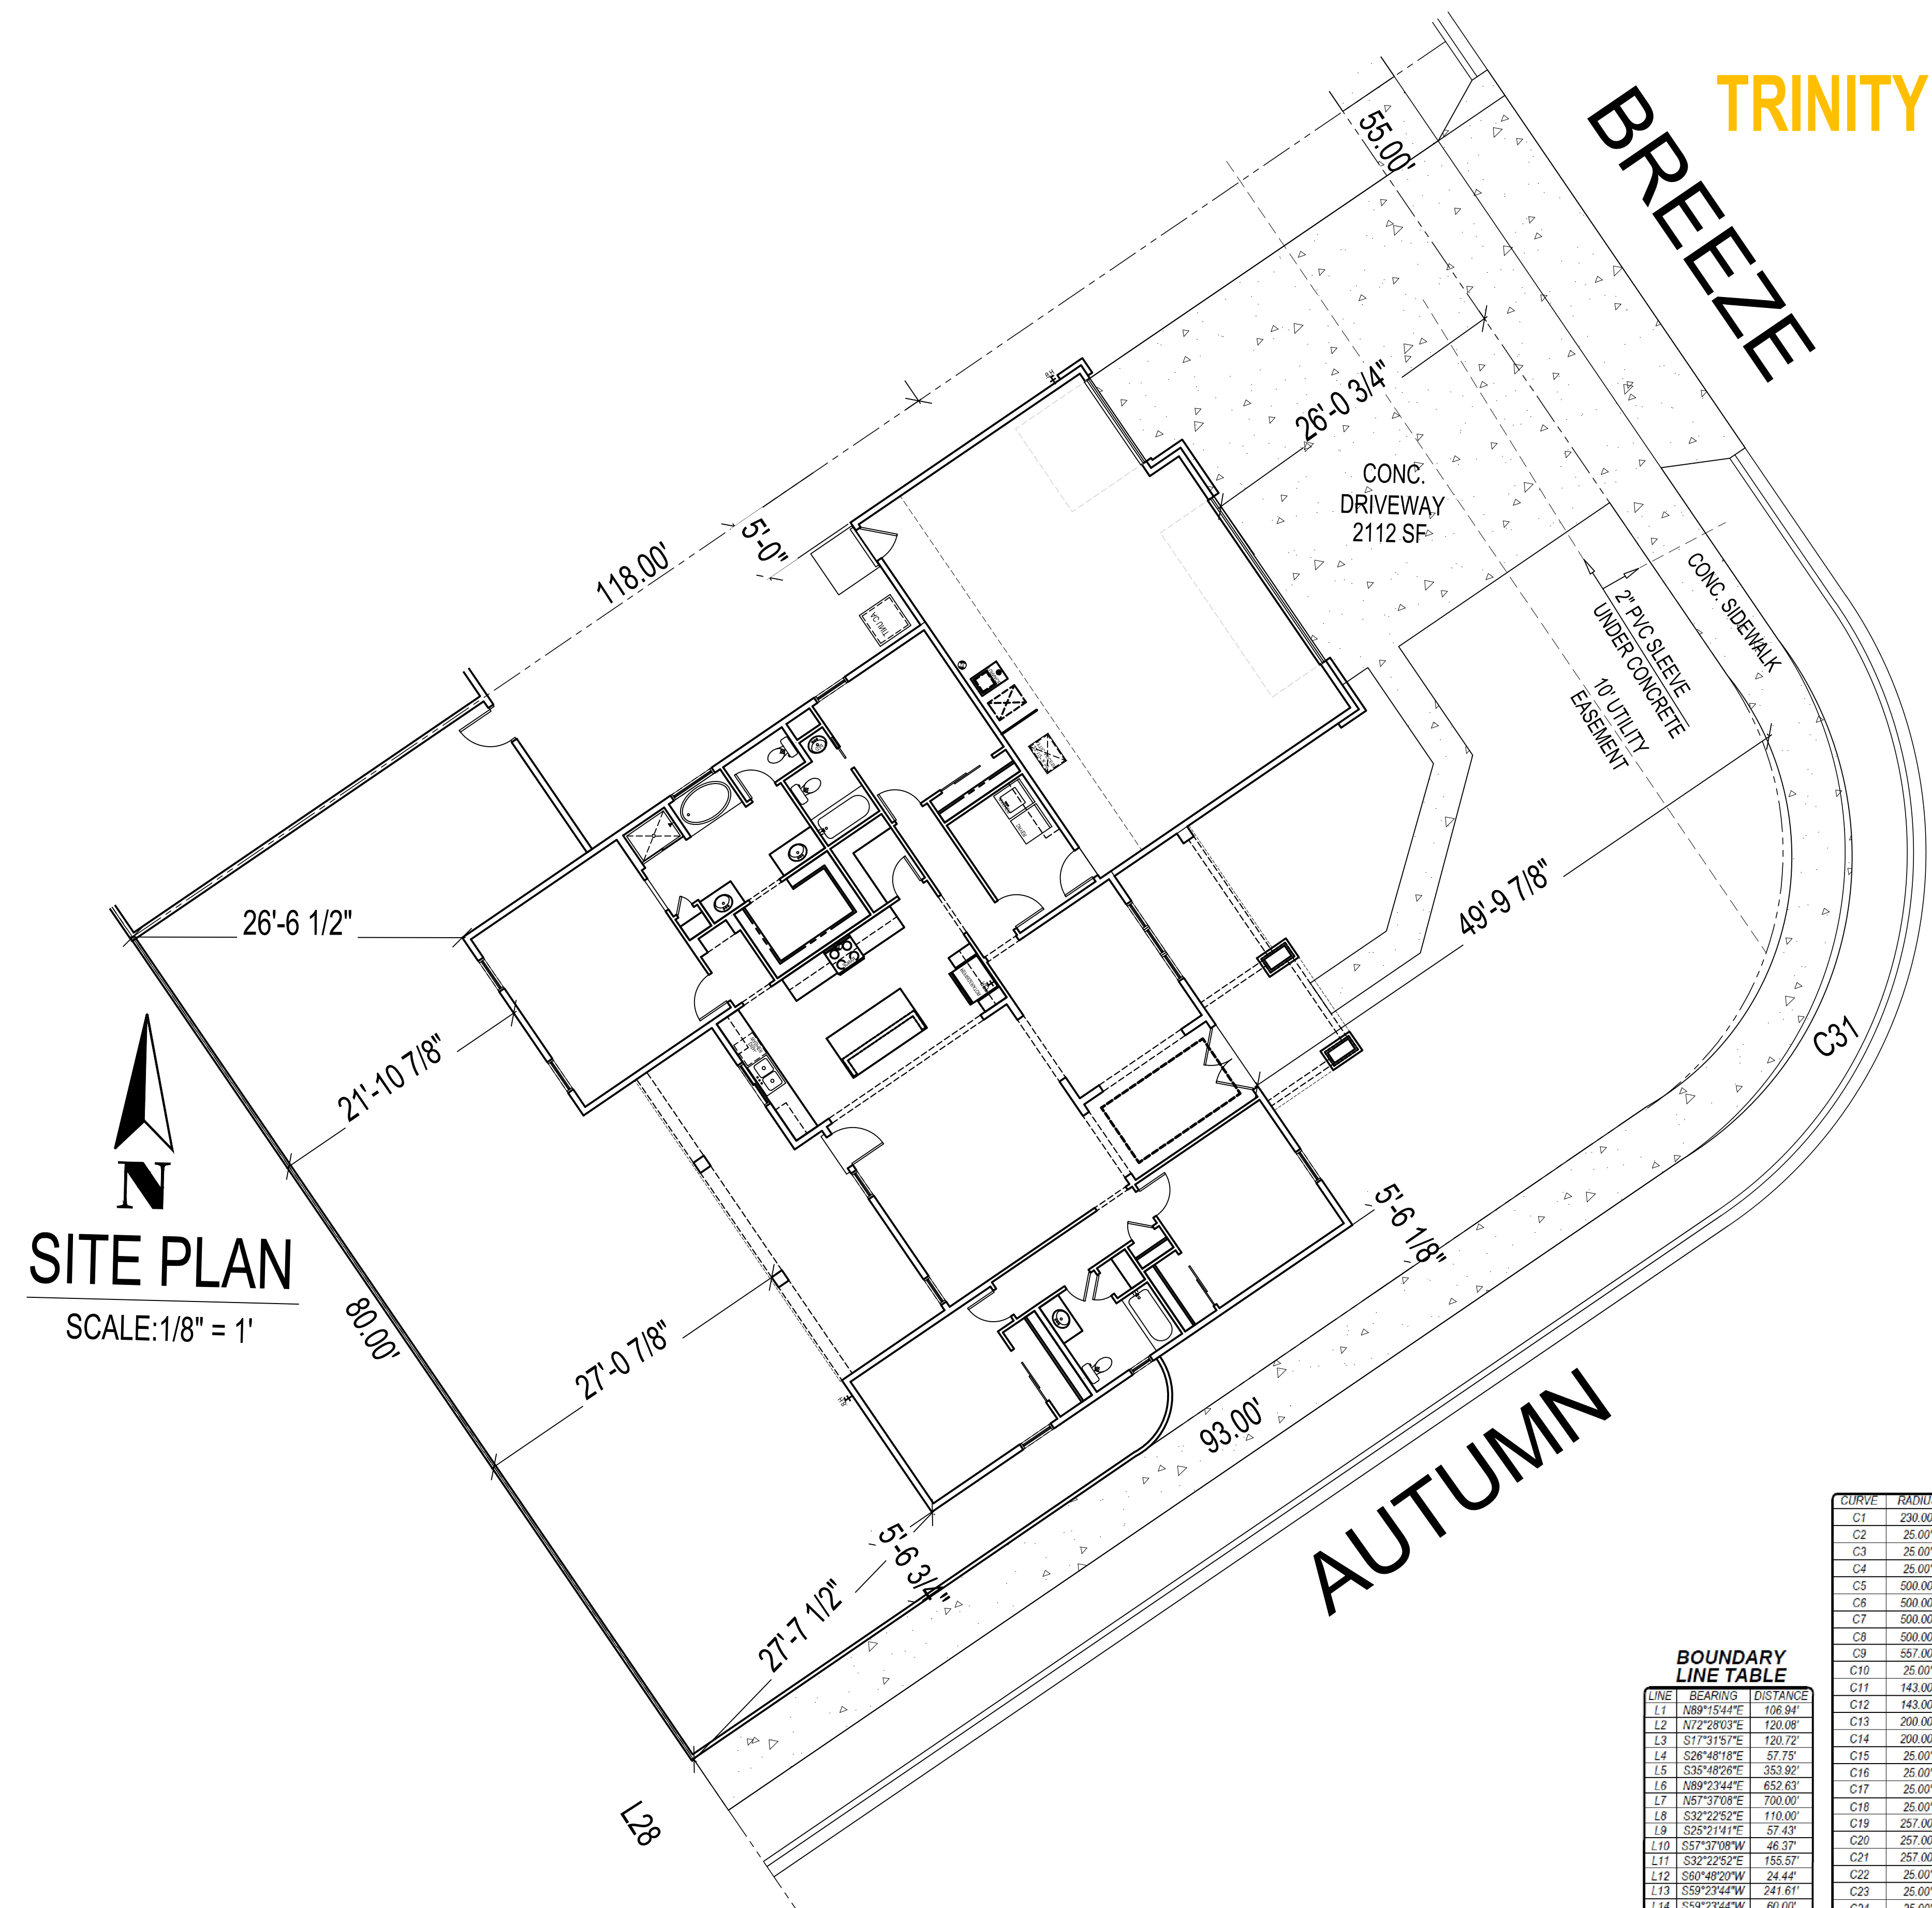 TRINITY
BREEZE
55.00'
26'-0 3/4"
CONC.
DRIVEWAY
2112 SF
118.00'
5'-0"
CONC. SIDEWALK
2" PVC SLEEVE
UNDER CONCRETE
10' UTILITY
EASEMENT
26'-6 1/2"
49'-9 7/8"
C31
21'-10 7/8"
N
SITE PLAN
SCALE:1/8" = 1'
80.00'
27'-0 7/8"
5'-6 1/8"
93.00'
AUTUMN
5'-6 3/4"
27'-7 1/2"
L28
A/C UNIT
BOUNDARY
LINE TABLE
LINE BEARING DISTANCE
L1 N89°15'44"E 106.94'
L2 N72°28'03"E 120.08'
L3 S17°31'57"E 120.72'
L4 S26°48'18"E 57.75'
L5 S35°48'26"E 353.92'
L6 N89°23'44"E 652.63'
L7 N57°37'08"E 700.00'
L8 S32°22'52"E 110.00'
L9 S25°21'41"E 57.43'
L10 S57°37'08"W 46.37'
L11 S32°22'52"E 155.57'
L12 S60°48'20"W 24.44'
L13 S59°23'44"W 241.61'
L14 S59°23'44"W 60.00'
CURVE RADIU
C1 230.00
C2 25.00'
C3 25.00'
C4 25.00'
C5 500.00
C6 500.00
C7 500.00
C8 500.00
C9 557.00
C10 25.00'
C11 143.00
C12 143.00
C13 200.00
C14 200.00
C15 25.00'
C16 25.00'
C17 25.00'
C18 25.00'
C19 257.00
C20 257.00
C21 257.00
C22 25.00'
C23 25.00'
C24 25.00'